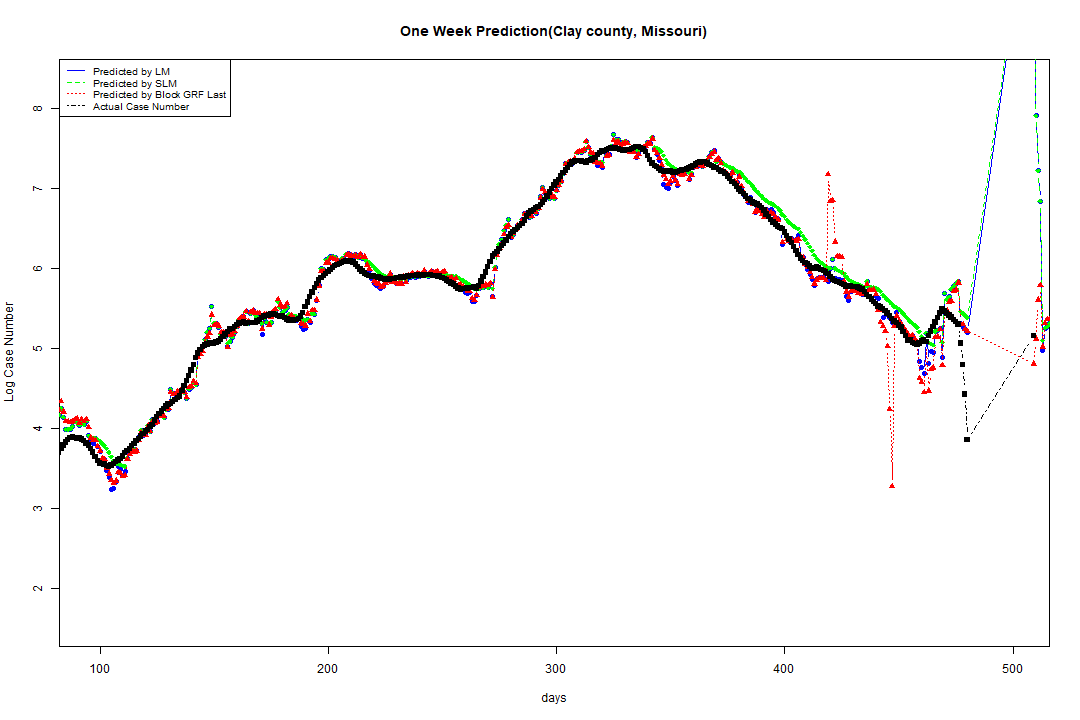 One Week Prediction(Clay county, Missouri)
Predicted by LM
Predicted by SLM
Predicted by Block GRF Last
Actual Case Number
8
7
6
5
4
3
2
Log Case Number
100 200 300 400 500
days